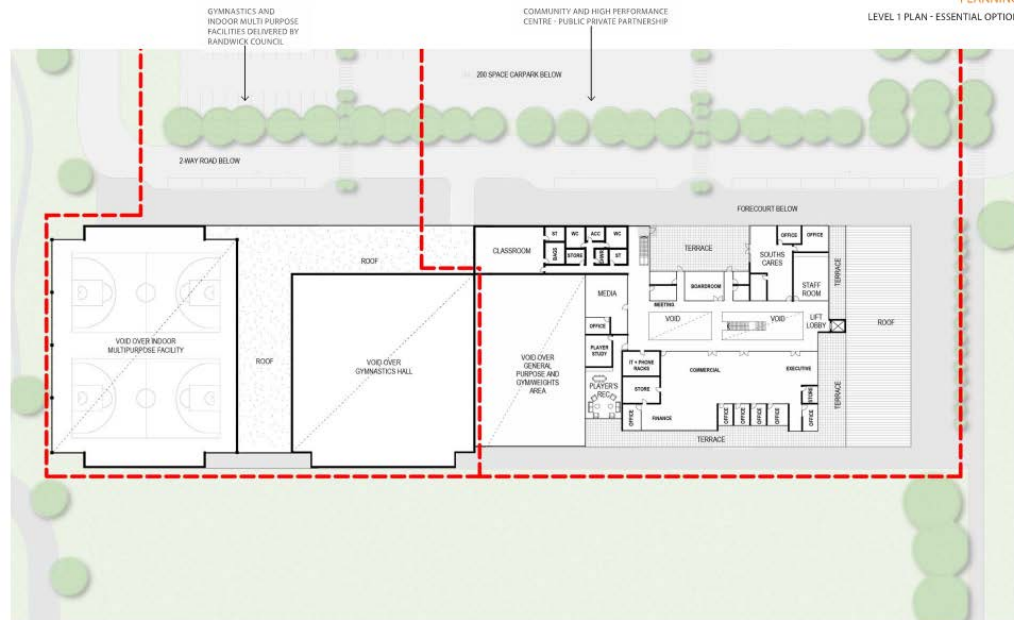 PLANNING
LEVEL 1 PLAN - ESSENTIAL OPTION
GYMNASTICS AND
INDOOR MULTI PURPOSE
FACILITIES DELIVERED BY
RANDWICK COUNCIL
COMMUNITY AND HIGH PERFORMANCE
CENTRE - PUBLIC PRIVATE PARTNERSHIP
200 SPACE CARPARK BELOW
2-WAY ROAD BELOW
FORECOURT BELOW
ROOF
CLASSROOM
ST
WC
ACC
WC
BAGS
STORE
ST
TERRACE
OFFICE
OFFICE
SOUTHS
CARES
STAFF
ROOM
TERRACE
BOARDROOM
MEDIA
MEETING
VOID
VOID
LIFT
LOBBY
ROOF
OFFICE
VOID OVER INDOOR
MULTIPURPOSE FACILITY
ROOF
VOID OVER
GYMNASTICS HALL
VOID OVER
GENERAL
PURPOSE AND
GYM/WEIGHTS
AREA
PLAYER
STUDY
IT + PHONE
RACKS
COMMERCIAL
EXECUTIVE
PLAYER'S
REC
STORE
STORE
TERRACE
OFFICE
FINANCE
OFFICE
OFFICE
OFFICE
OFFICE
OFFICE
TERRACE